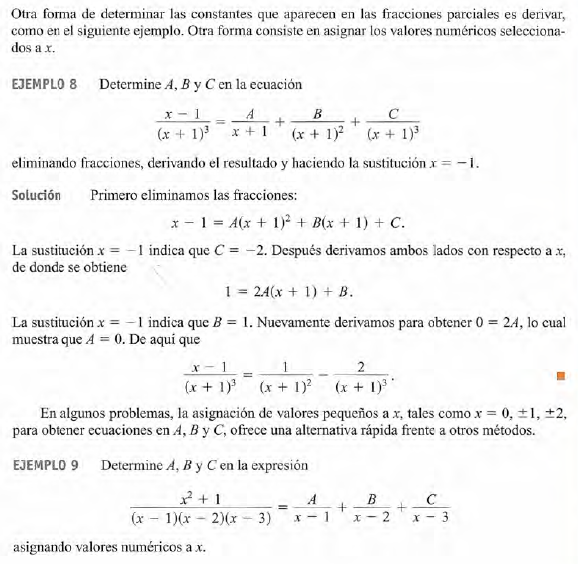 Otra forma de determinar las constantes que aparecen en las fracciones parciales es derivar,
como en el siguiente ejemplo. Otra forma consiste en asignar los valores numéricos selecciona-
dos a x.
EJEMPLO 8 Determine A, B y C en la ecuación
\frac{x - 1}{(x + 1)^3} = \frac{A}{x + 1} + \frac{B}{(x + 1)^2} + \frac{C}{(x + 1)^3}
eliminando fracciones, derivando el resultado y haciendo la sustitución x = −1.
Solución Primero eliminamos las fracciones:
x − 1 = A(x + 1)² + B(x + 1) + C.
La sustitución x = −1 indica que C = −2. Después derivamos ambos lados con respecto a x,
de donde se obtiene
1 = 2A(x + 1) + B.
La sustitución x = −1 indica que B = 1. Nuevamente derivamos para obtener 0 = 2A, lo cual
muestra que A = 0. De aquí que
\frac{x - 1}{(x + 1)^3} = \frac{1}{(x + 1)^2} - \frac{2}{(x + 1)^3}.
En algunos problemas, la asignación de valores pequeños a x, tales como x = 0, ±1, ±2,
para obtener ecuaciones en A, B y C, ofrece una alternativa rápida frente a otros métodos.
EJEMPLO 9 Determine A, B y C en la expresión
\frac{x^2 + 1}{(x - 1)(x - 2)(x - 3)} = \frac{A}{x - 1} + \frac{B}{x - 2} + \frac{C}{x - 3}
asignando valores numéricos a x.